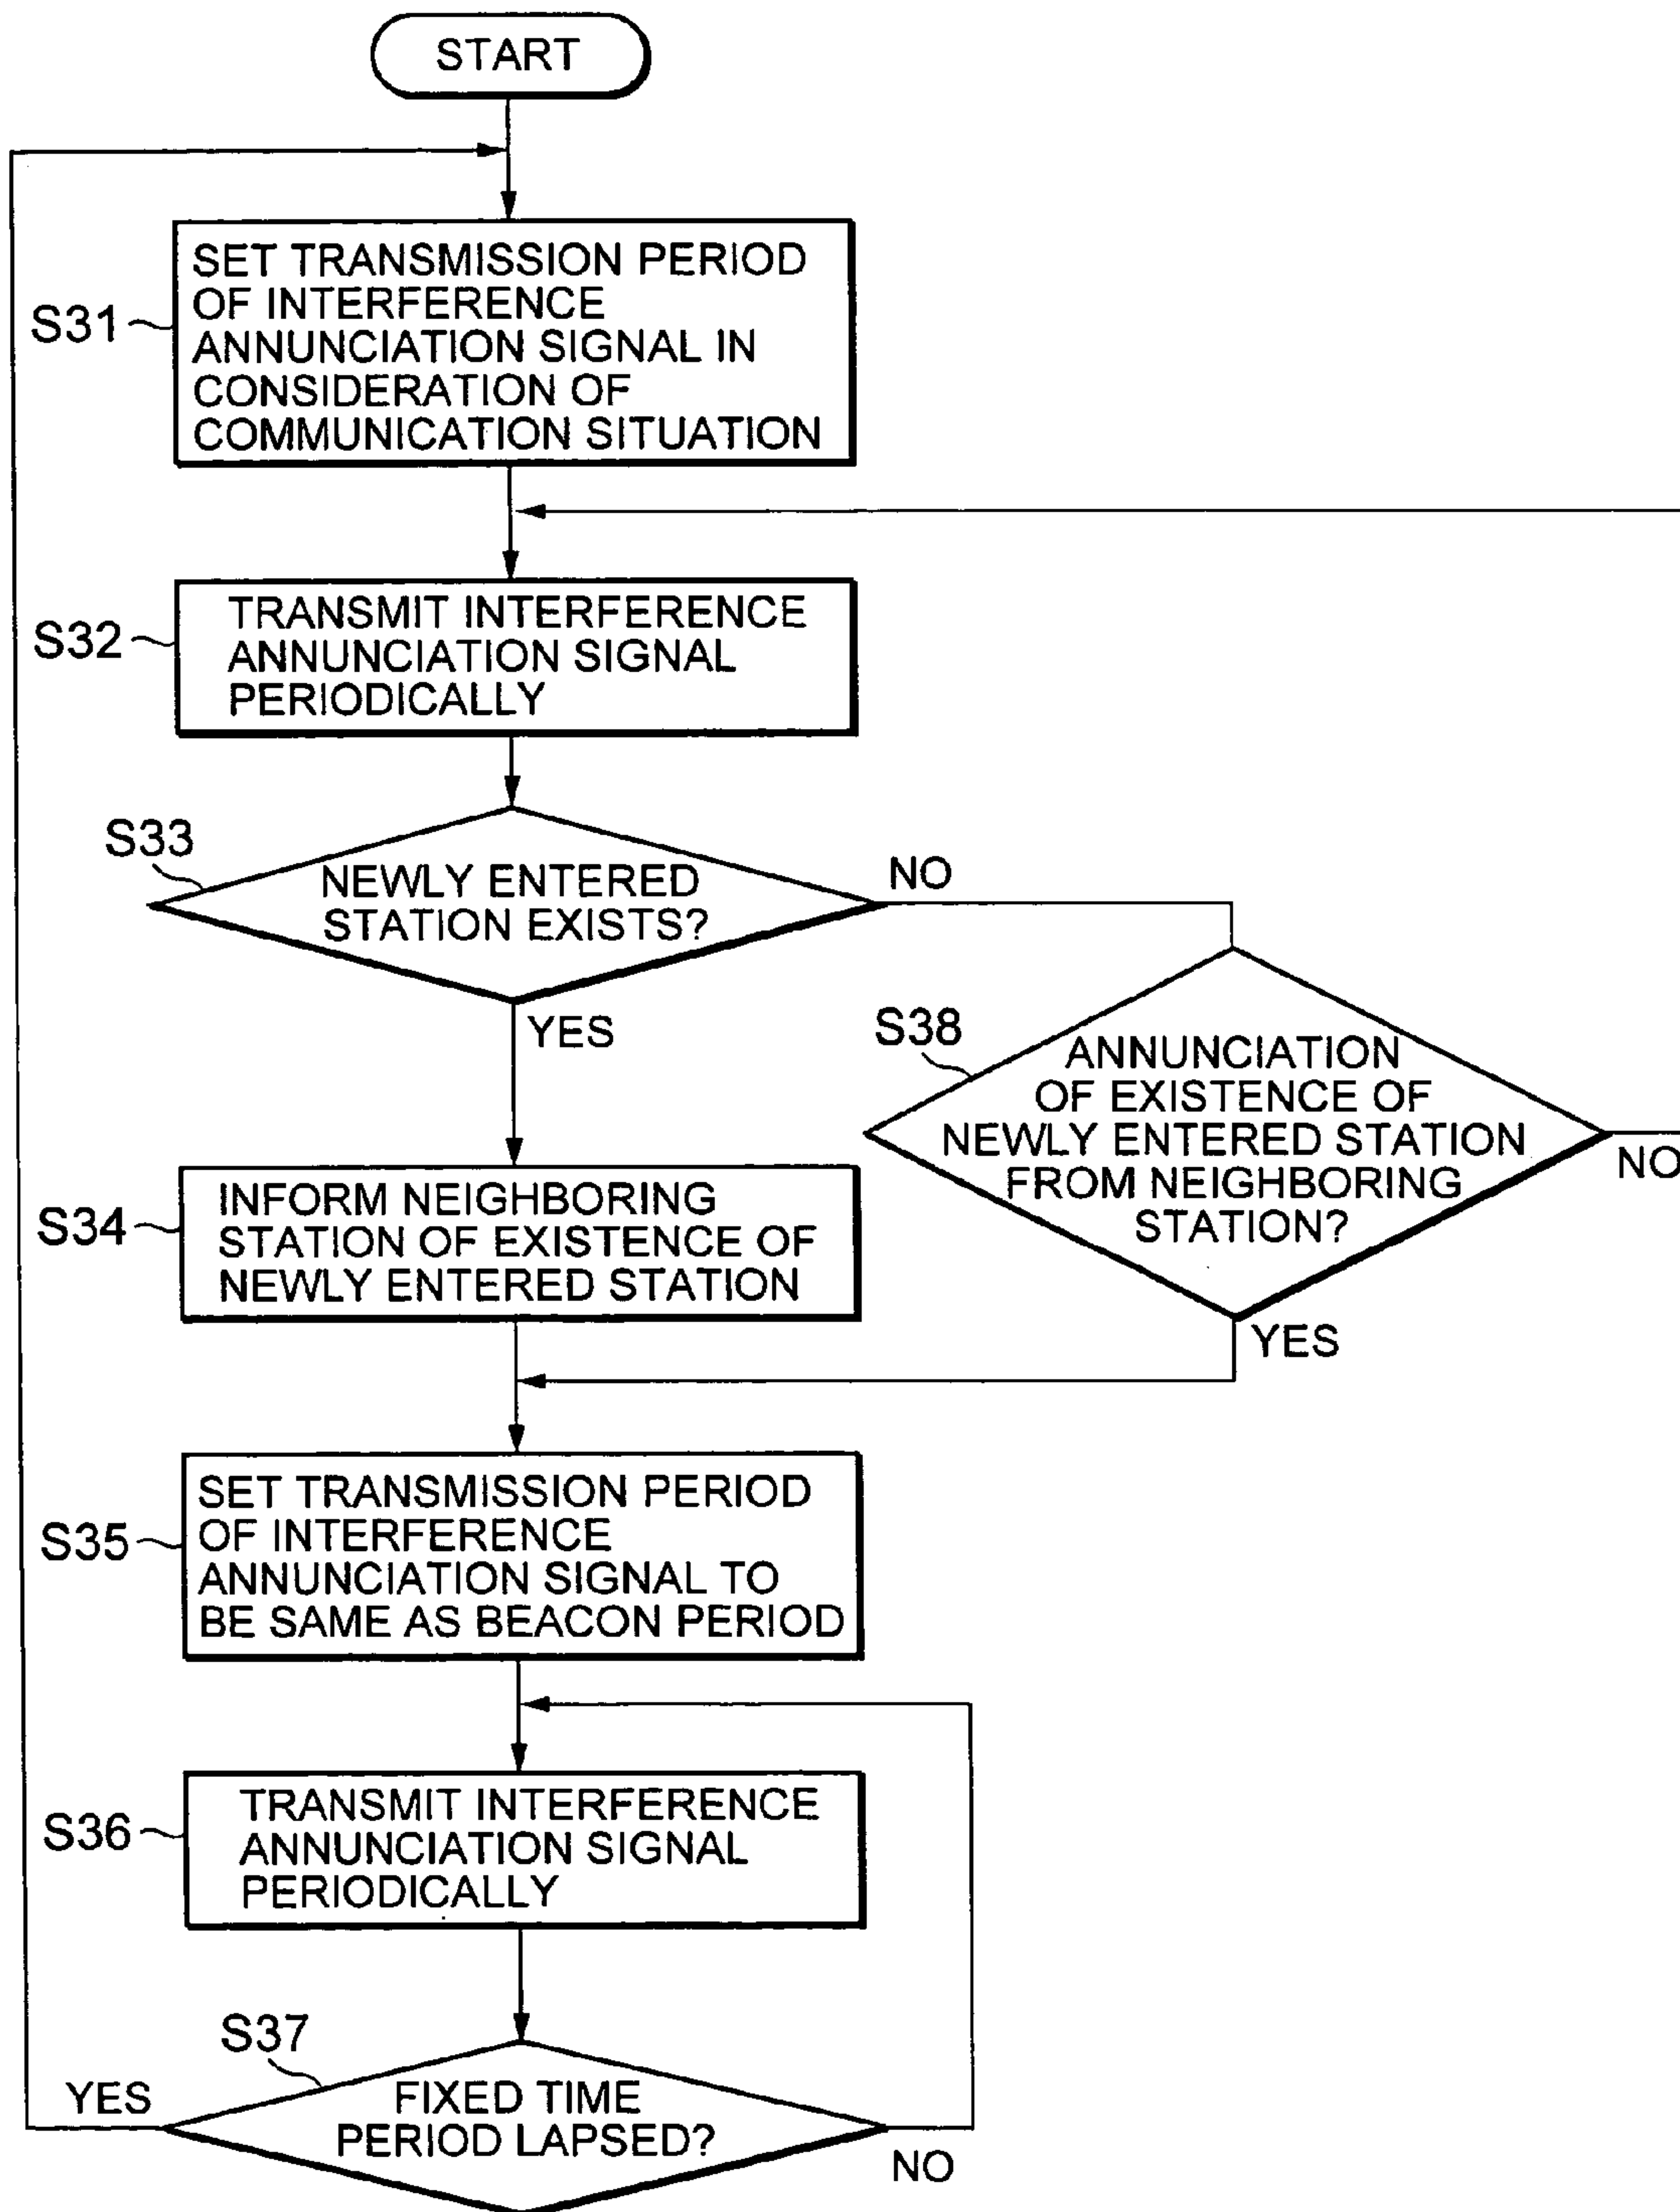 START
S31
SET TRANSMISSION PERIOD
OF INTERFERENCE
ANNUNCIATION SIGNAL IN
CONSIDERATION OF
COMMUNICATION SITUATION
S32
TRANSMIT INTERFERENCE
ANNUNCIATION SIGNAL
PERIODICALLY
S33
NEWLY ENTERED
STATION EXISTS?
NO
YES
S38
ANNUNCIATION
OF EXISTENCE OF
NEWLY ENTERED STATION
FROM NEIGHBORING
STATION?
NO
YES
S34
INFORM NEIGHBORING
STATION OF EXISTENCE OF
NEWLY ENTERED STATION
S35
SET TRANSMISSION PERIOD
OF INTERFERENCE
ANNUNCIATION SIGNAL TO
BE SAME AS BEACON PERIOD
S36
TRANSMIT INTERFERENCE
ANNUNCIATION SIGNAL
PERIODICALLY
S37
YES
FIXED TIME
PERIOD LAPSED?
NO